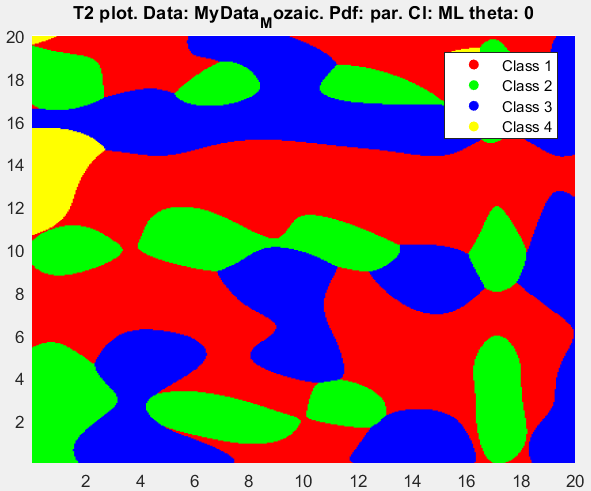 T2 plot. Data: MyData_Mozaic. Pdf: par. Cl: ML theta: 0
20
18
16
14
12
10
8
6
4
2
Class 1
Class 2
Class 3
Class 4
2 4 6 8 10 12 14 16 18 20